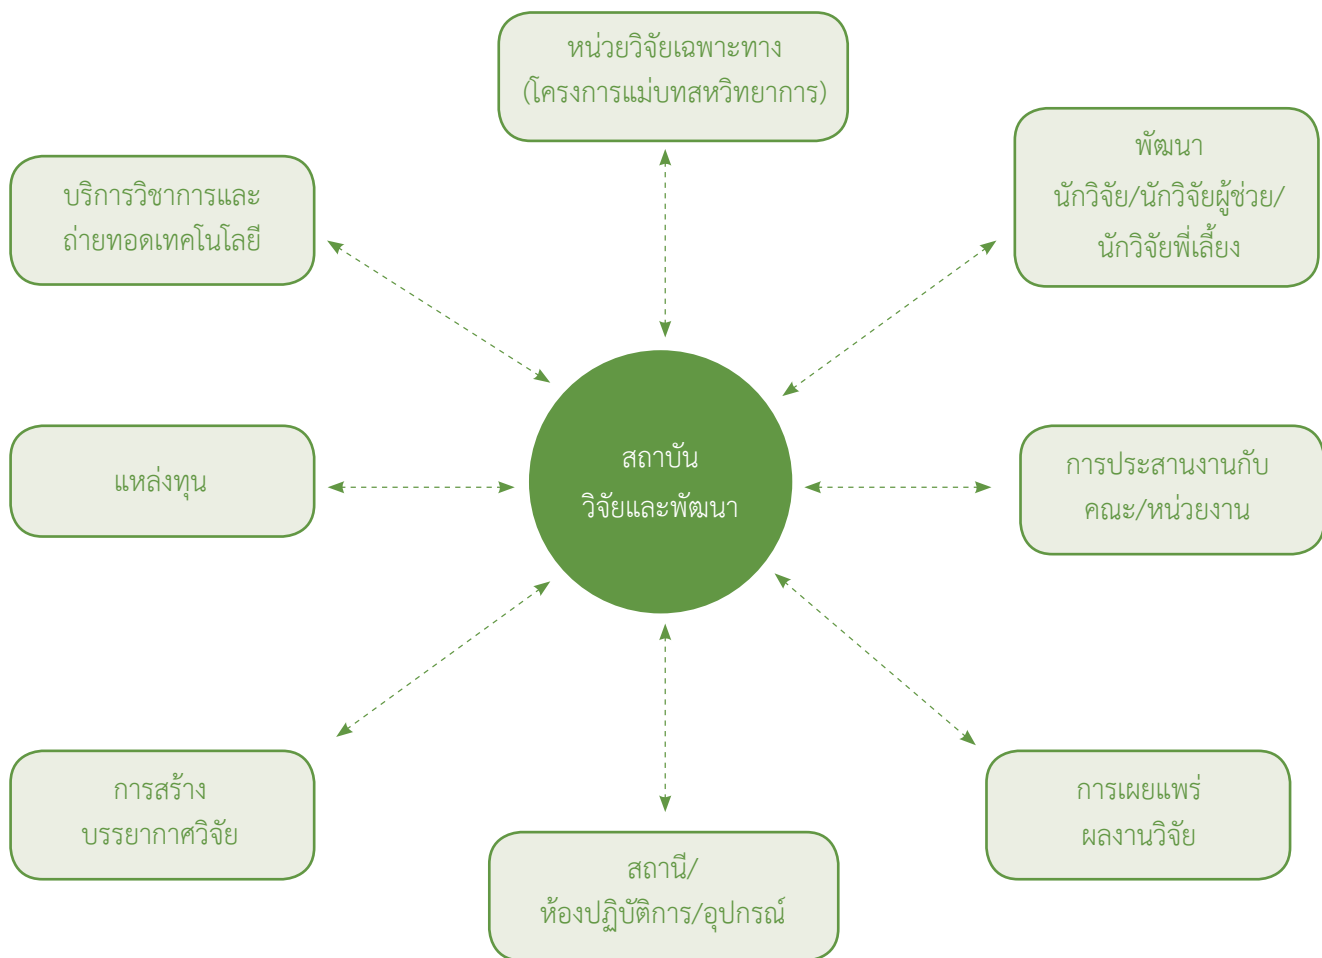 หน่วยวิจัยเฉพาะทาง
(โครงการแม่บทสหวิทยาการ)
พัฒนา
นักวิจัย/นักวิจัยผู้ช่วย/
นักวิจัยพี่เลี้ยง
บริการวิชาการและ
ถ่ายทอดเทคโนโลยี
สถาบัน
วิจัยและพัฒนา
แหล่งทุน
การประสานงานกับ
คณะ/หน่วยงาน
การสร้าง
บรรยากาศวิจัย
การเผยแพร่
ผลงานวิจัย
สถานี/
ห้องปฏิบัติการ/อุปกรณ์